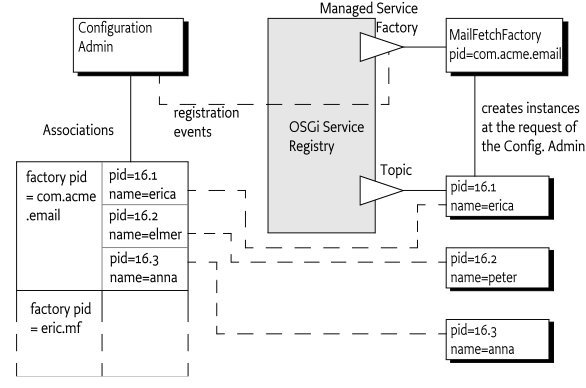 Managed Service
Factory
Configuration
Admin
MailFetchFactory
pid=com.acme.email
registration
events
creates instances
at the request of
the Config. Admin
OSGi Service
Registry
Associations
Topic
factory pid
= com.acme
.email
pid=16.1
name=erica
pid=16.2
name=elmer
pid=16.3
name=anna
factory pid
= eric.mf
pid=16.1
name=erica
pid=16.2
name=peter
pid=16.3
name=anna